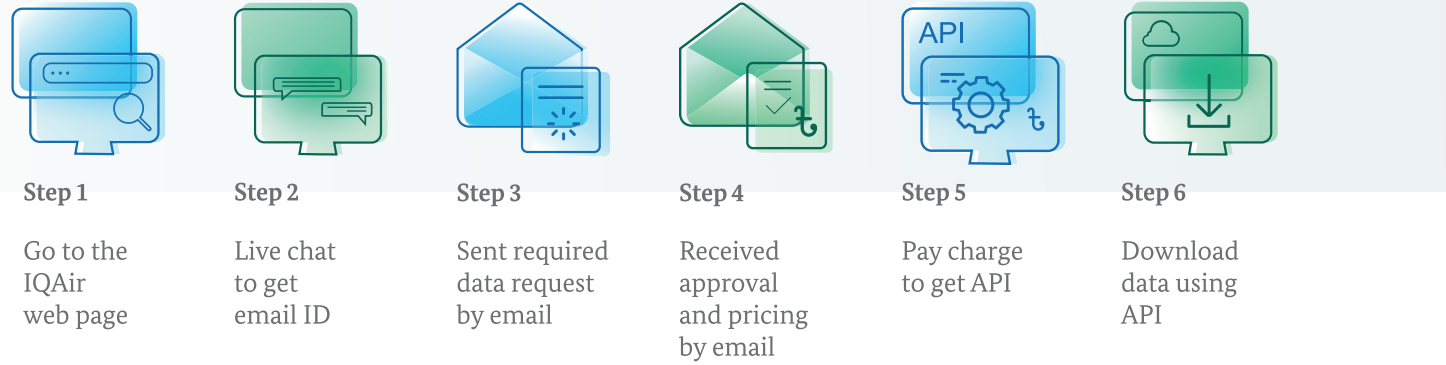 API
৳
৳
Step 1
Go to the
IQAir
web page
Step 2
Live chat
to get
email ID
Step 3
Sent required
data request
by email
Step 4
Received
approval
and pricing
by email
Step 5
Pay charge
to get API
Step 6
Download
data using
API